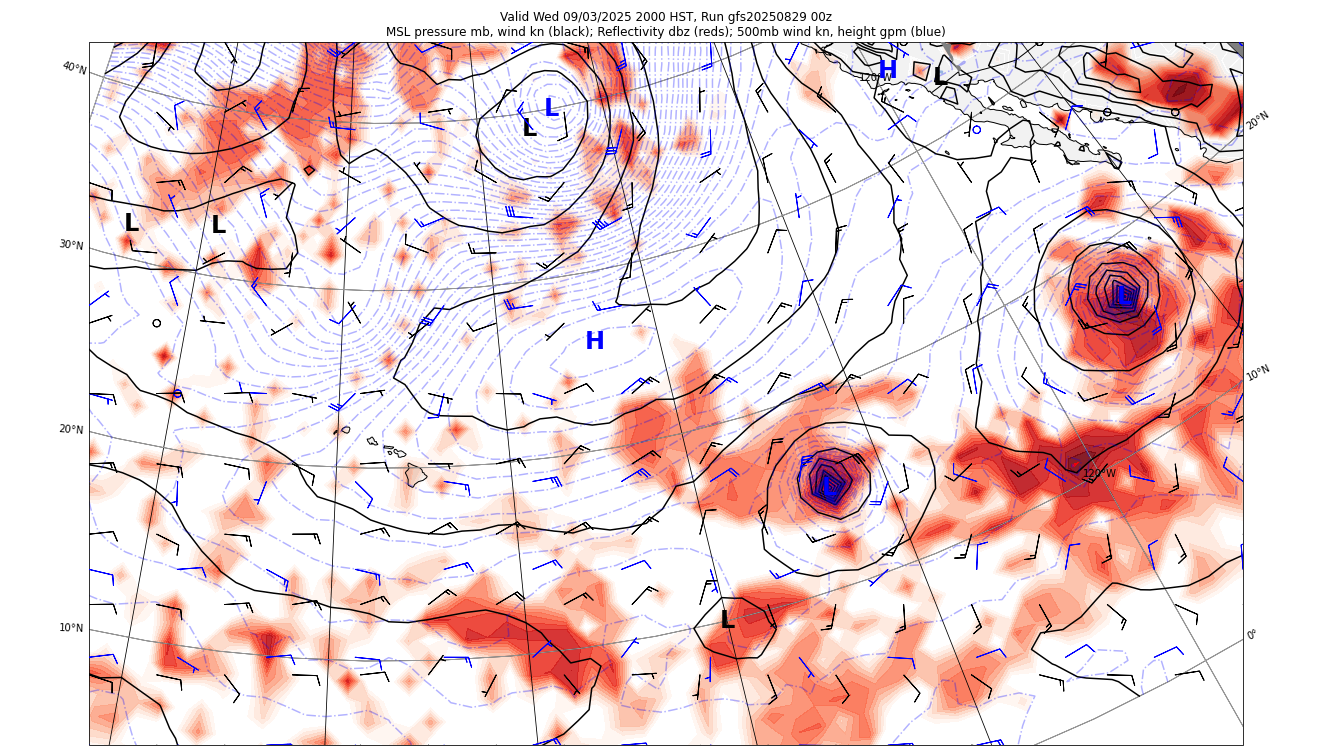 Valid Wed 09/03/2025 2000 HST, Run gfs20250829 00z
MSL pressure mb, wind kn (black); Reflectivity dbz (reds); 500mb wind kn, height gpm (blue)
40°N
H
120°W
L
L
L
20°N
L
L
30°N
L
H
10°N
20°N
120°W
L
L
10°N
0°